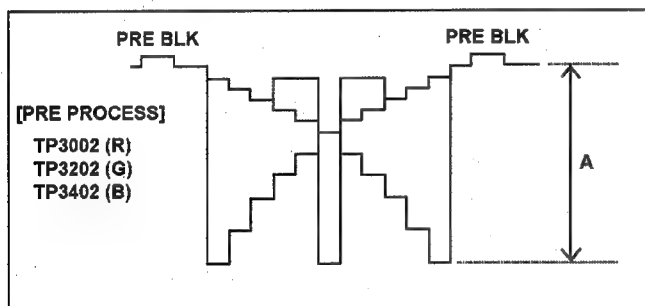 PRE BLK
PRE BLK
[PRE PROCESS]
TP3002 (R)
TP3202 (G)
TP3402 (B)
A